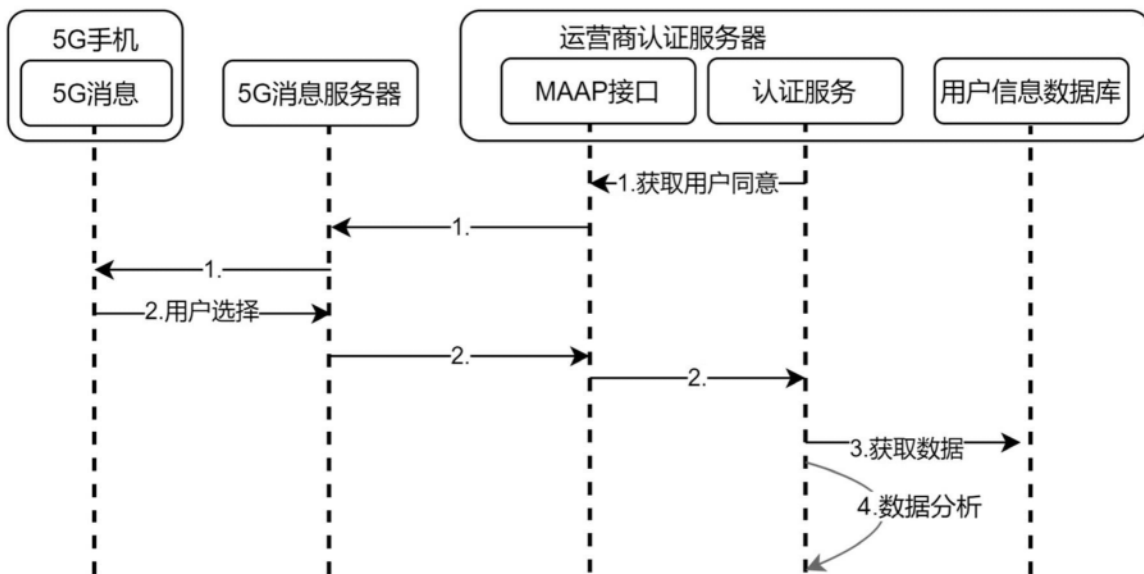 5G手机
运营商认证服务器
5G消息
5G消息服务器
MAAP接口
认证服务
用户信息数据库
1.获取用户同意
1.
1.
2.用户选择
2.
2.
3.获取数据
4.数据分析